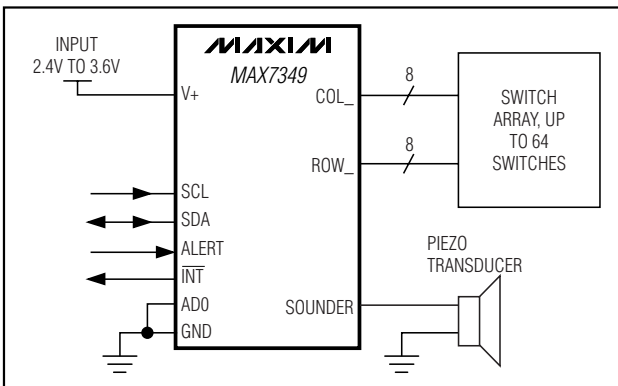 INPUT
2.4V TO 3.6V
MAXIM
MAX7349
V+
COL_
8
ROW_
8
SWITCH
ARRAY, UP
TO 64
SWITCHES
SCL
SDA
ALERT
INT
AD0
GND
SOUNDER
PIEZO
TRANSDUCER